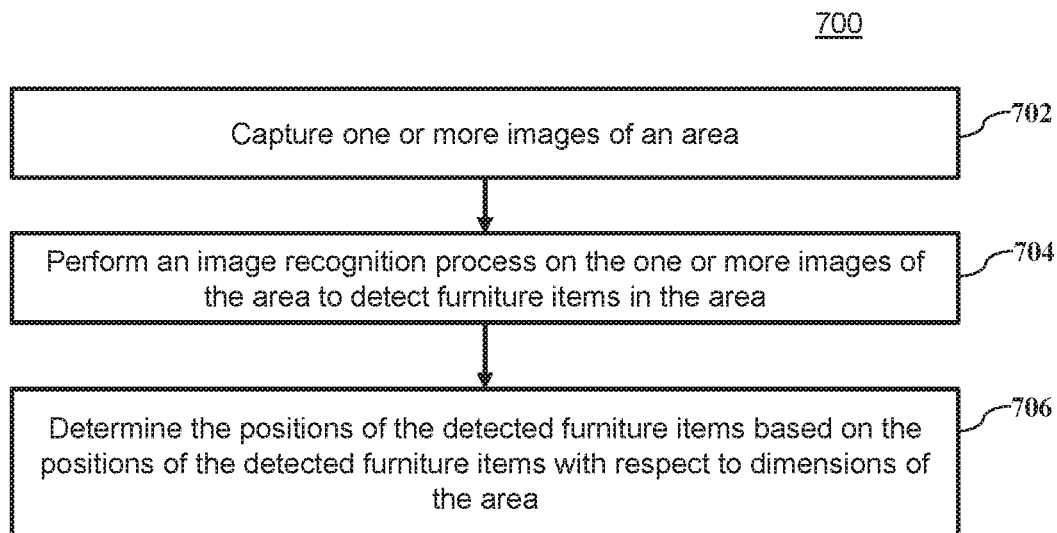 700
Capture one or more images of an area
702
Perform an image recognition process on the one or more images of
the area to detect furniture items in the area
704
Determine the positions of the detected furniture items based on the
positions of the detected furniture items with respect to dimensions of
the area
706